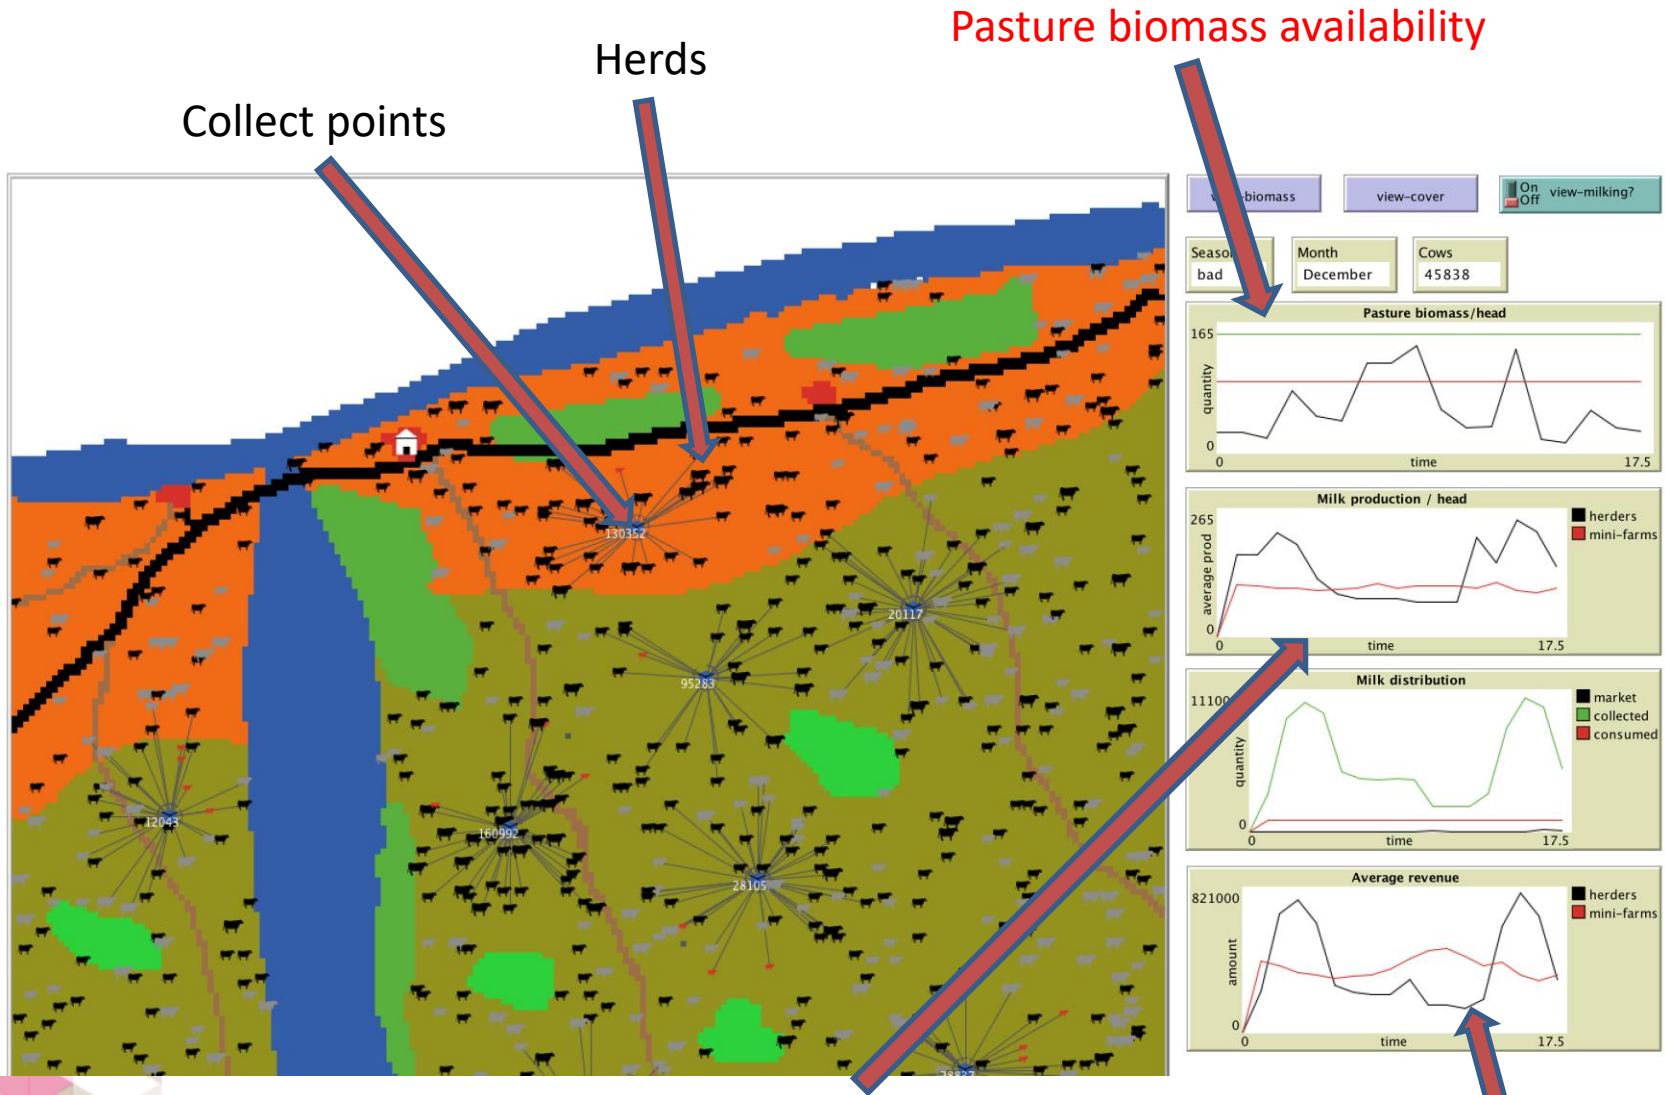 Pasture biomass availability
Herds
Collect points
view-cover
On
Off
view-milking?
bad
Month
December
Cows
45838
Pasture biomass/head
165
quantity
0
0
time
17.5
Milk production / head
265
average prod
0
0
time
17.5
herders
mini-farms
Milk distribution
quantity
0
0
time
17.5
market
collected
consumed
Average revenue
821000
amount
0
0
time
17.5
herders
mini-farms
130352
20117
95283
12043
160992
28105